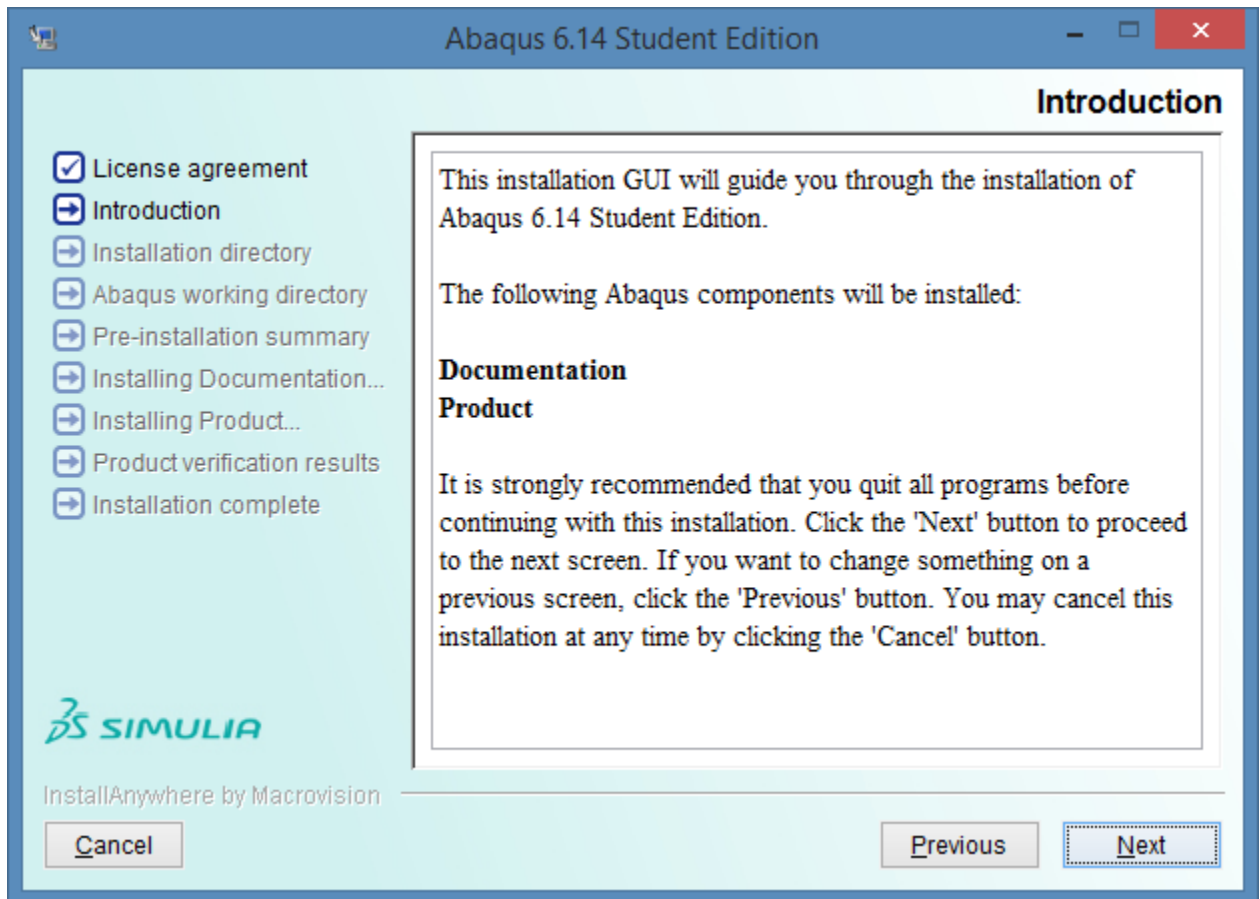 Abaqus 6.14 Student Edition
Introduction
License agreement
Introduction
Installation directory
Abaqus working directory
Pre-installation summary
Installing Documentation...
Installing Product...
Product verification results
Installation complete
This installation GUI will guide you through the installation of
Abaqus 6.14 Student Edition.
The following Abaqus components will be installed:
Documentation
Product
It is strongly recommended that you quit all programs before
continuing with this installation. Click the 'Next' button to proceed
to the next screen. If you want to change something on a
previous screen, click the 'Previous' button. You may cancel this
installation at any time by clicking the 'Cancel' button.
3DS SIMULIA
InstallAnywhere by Macrovision
Cancel
Previous
Next